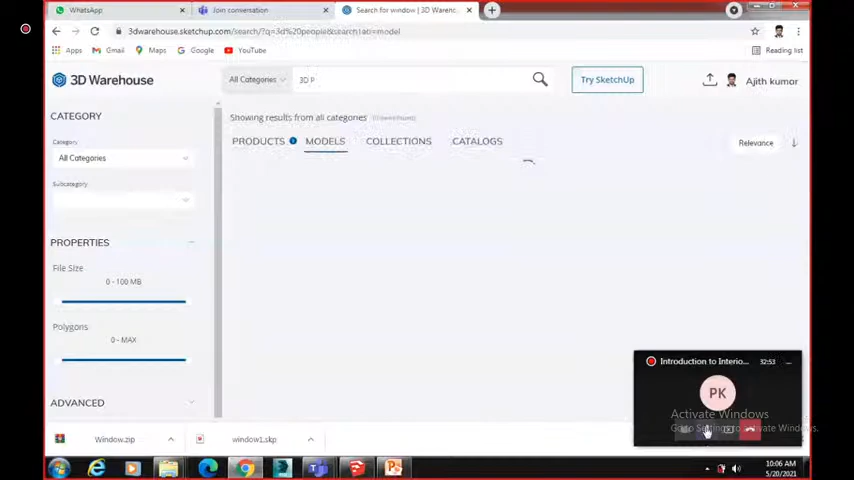 WhatsApp
Join conversation
Search for window | 3D Warehc...
3dwarehouse.sketchup.com/search/?q=3d%20people&searchTab=model
Apps
Gmail
Maps
Google
YouTube
Reading list
3D Warehouse
All Categories
3D P
Try SketchUp
Ajith kumar
CATEGORY
Showing results from all categories
PRODUCTS
MODELS
COLLECTIONS
CATALOGS
Relevance
Category
All Categories
Subcategory
PROPERTIES
File Size
0 - 100 MB
Polygons
0 - MAX
ADVANCED
Introduction to Interio...
32:53
PK
Activate Windows
Go to Settings to activate Windows.
Window.zip
window1.skp
10:06 AM
5/20/2021